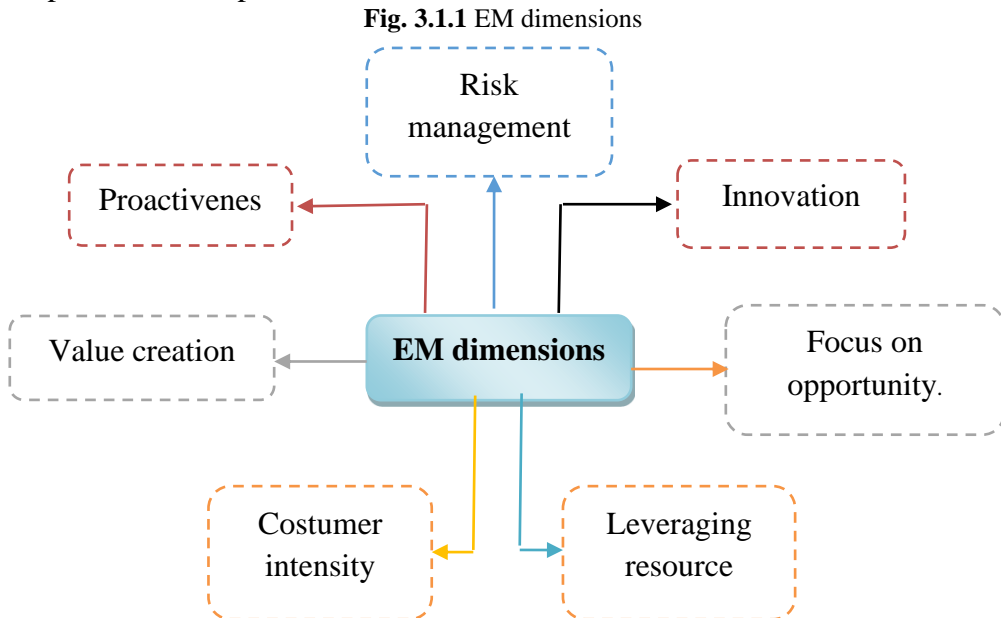 Fig. 3.1.1 EM dimensions
Risk
management
Proactivenes
Innovation
Value creation
EM dimensions
Focus on
opportunity.
Costumer
intensity
Leveraging
resource